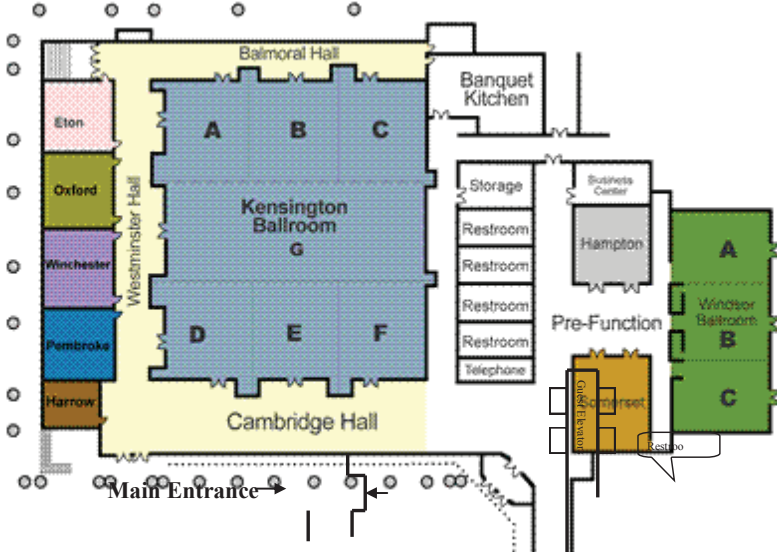 Balmoral Hall
Banquet
Kitchen
Eton
A B C
Oxford
Westminster Hall
Kensington
Ballroom
G
Storage
Business
Center
Restroom
Hampton
A
Winchester
Restroom
Restroom
Windsor
Ballroom
Pre-Function
B
Pembroke
D E F
Restroom
Telephone
Harrow
Guest Elevator
Somerset
C
Cambridge Hall
Restroo
Main Entrance